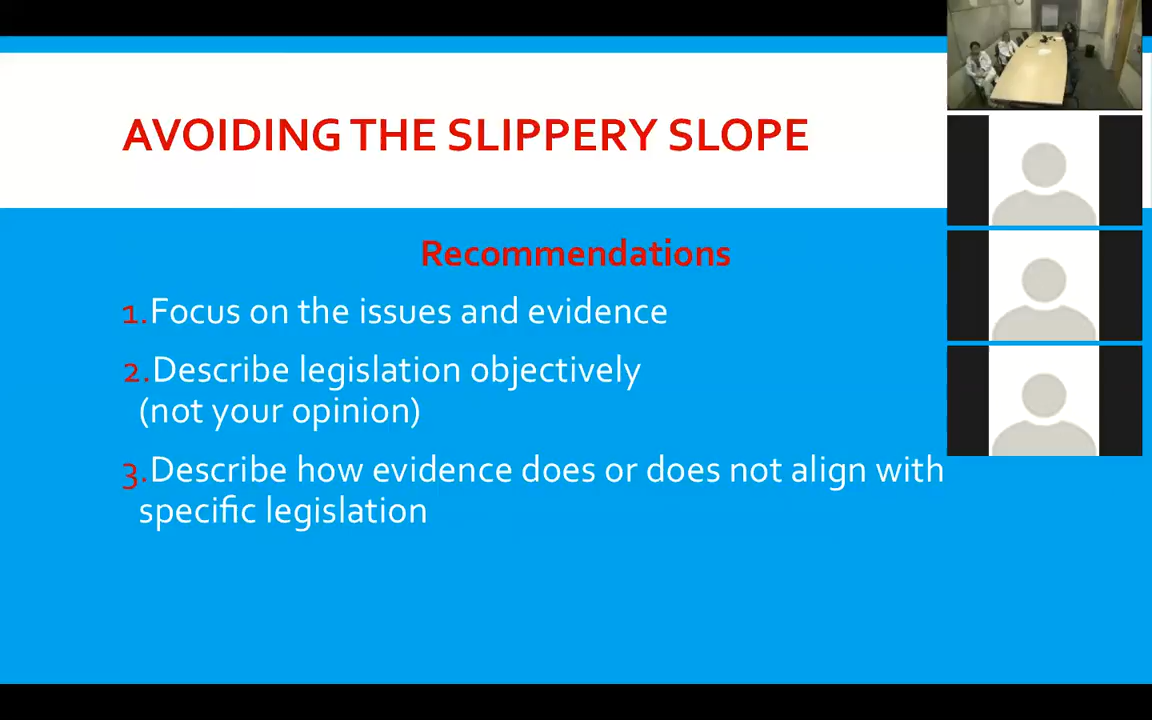 AVOIDING THE SLIPPERY SLOPE
Recommendations
1.Focus on the issues and evidence
2.Describe legislation objectively
(not your opinion)
3.Describe how evidence does or does not align with
specific legislation